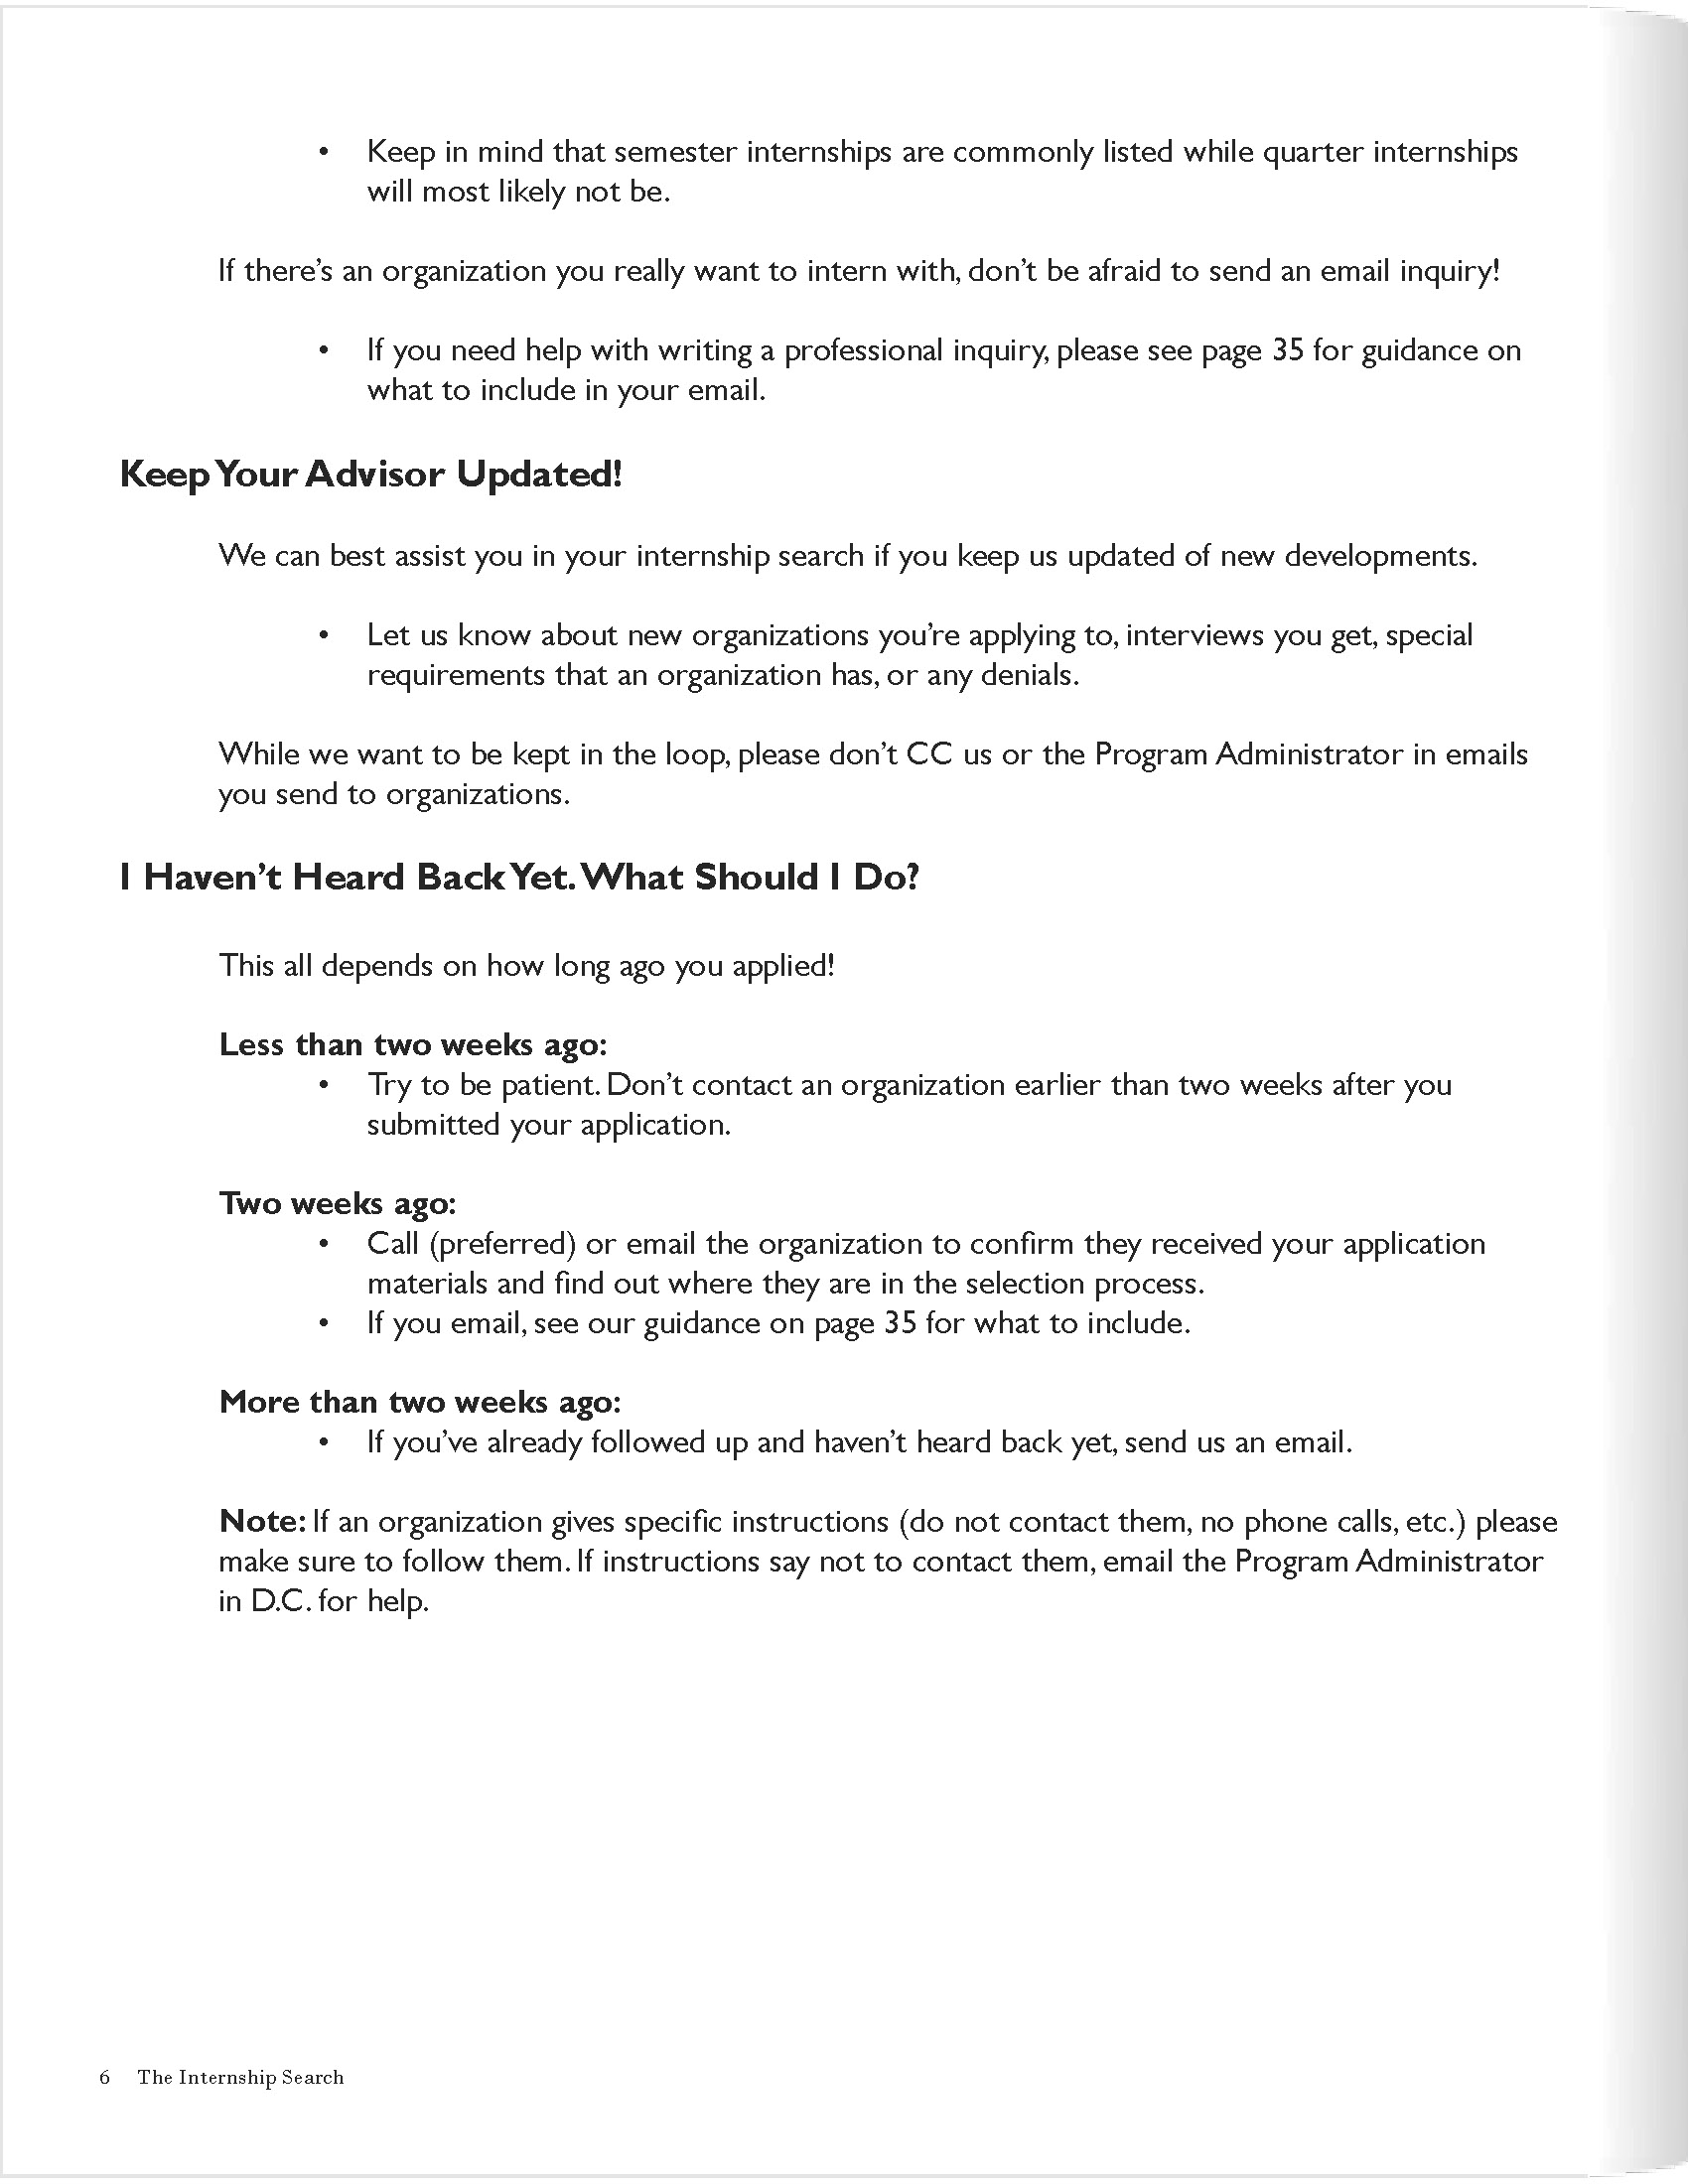 • Keep in mind that semester internships are commonly listed while quarter internships
will most likely not be.
If there’s an organization you really want to intern with, don’t be afraid to send an email inquiry!
• If you need help with writing a professional inquiry, please see page 35 for guidance on
what to include in your email.
Keep Your Advisor Updated!
We can best assist you in your internship search if you keep us updated of new developments.
• Let us know about new organizations you’re applying to, interviews you get, special
requirements that an organization has, or any denials.
While we want to be kept in the loop, please don’t CC us or the Program Administrator in emails
you send to organizations.
I Haven’t Heard Back Yet. What Should I Do?
This all depends on how long ago you applied!
Less than two weeks ago:
• Try to be patient. Don’t contact an organization earlier than two weeks after you
submitted your application.
Two weeks ago:
• Call (preferred) or email the organization to confirm they received your application
materials and find out where they are in the selection process.
• If you email, see our guidance on page 35 for what to include.
More than two weeks ago:
• If you’ve already followed up and haven’t heard back yet, send us an email.
Note: If an organization gives specific instructions (do not contact them, no phone calls, etc.) please
make sure to follow them. If instructions say not to contact them, email the Program Administrator
in D.C. for help.
6 The Internship Search